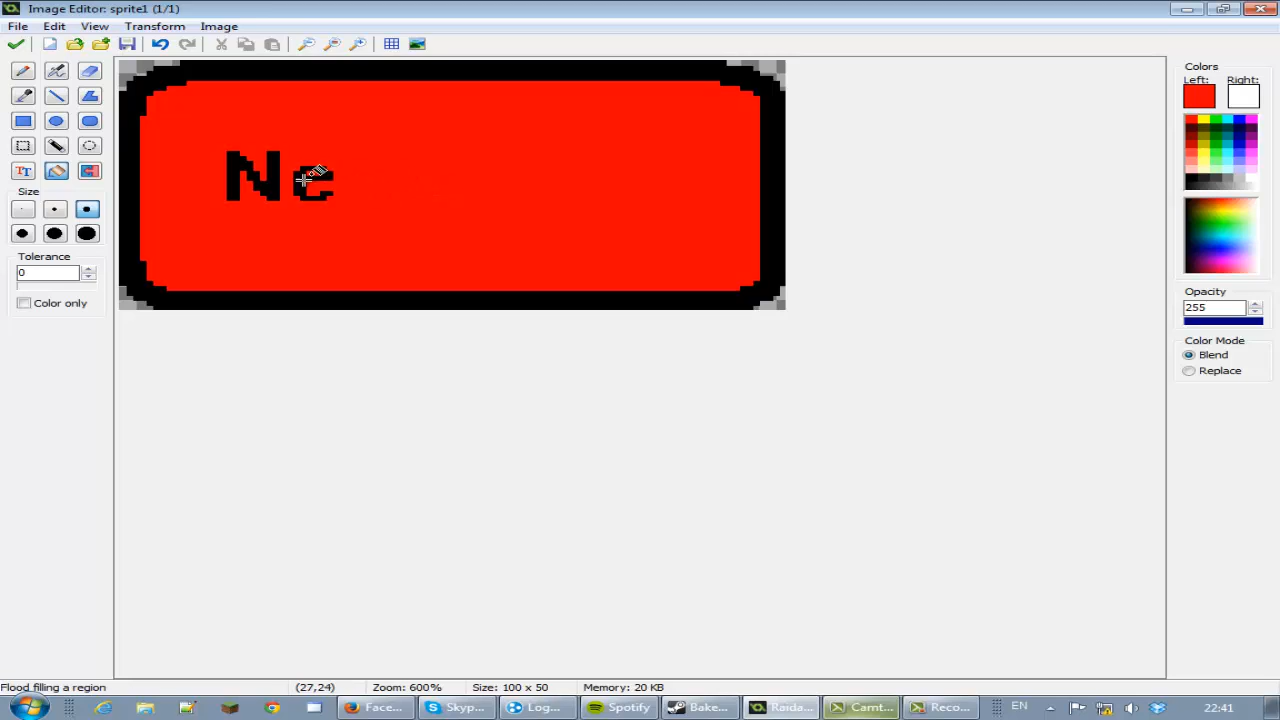 Image Editor: sprite1 (1/1)
File Edit View Transform Image
Colors
Left: Right:
Ne
TT
Size
Tolerance
0
Color only
Opacity
255
Color Mode
Blend
Replace
Flood filling a region (27,24) Zoom: 600% Size: 100 x 50 Memory: 20 KB
Face... Skyp... Log... Spotify Bake... Raida... Camt... Reco... EN 22:41